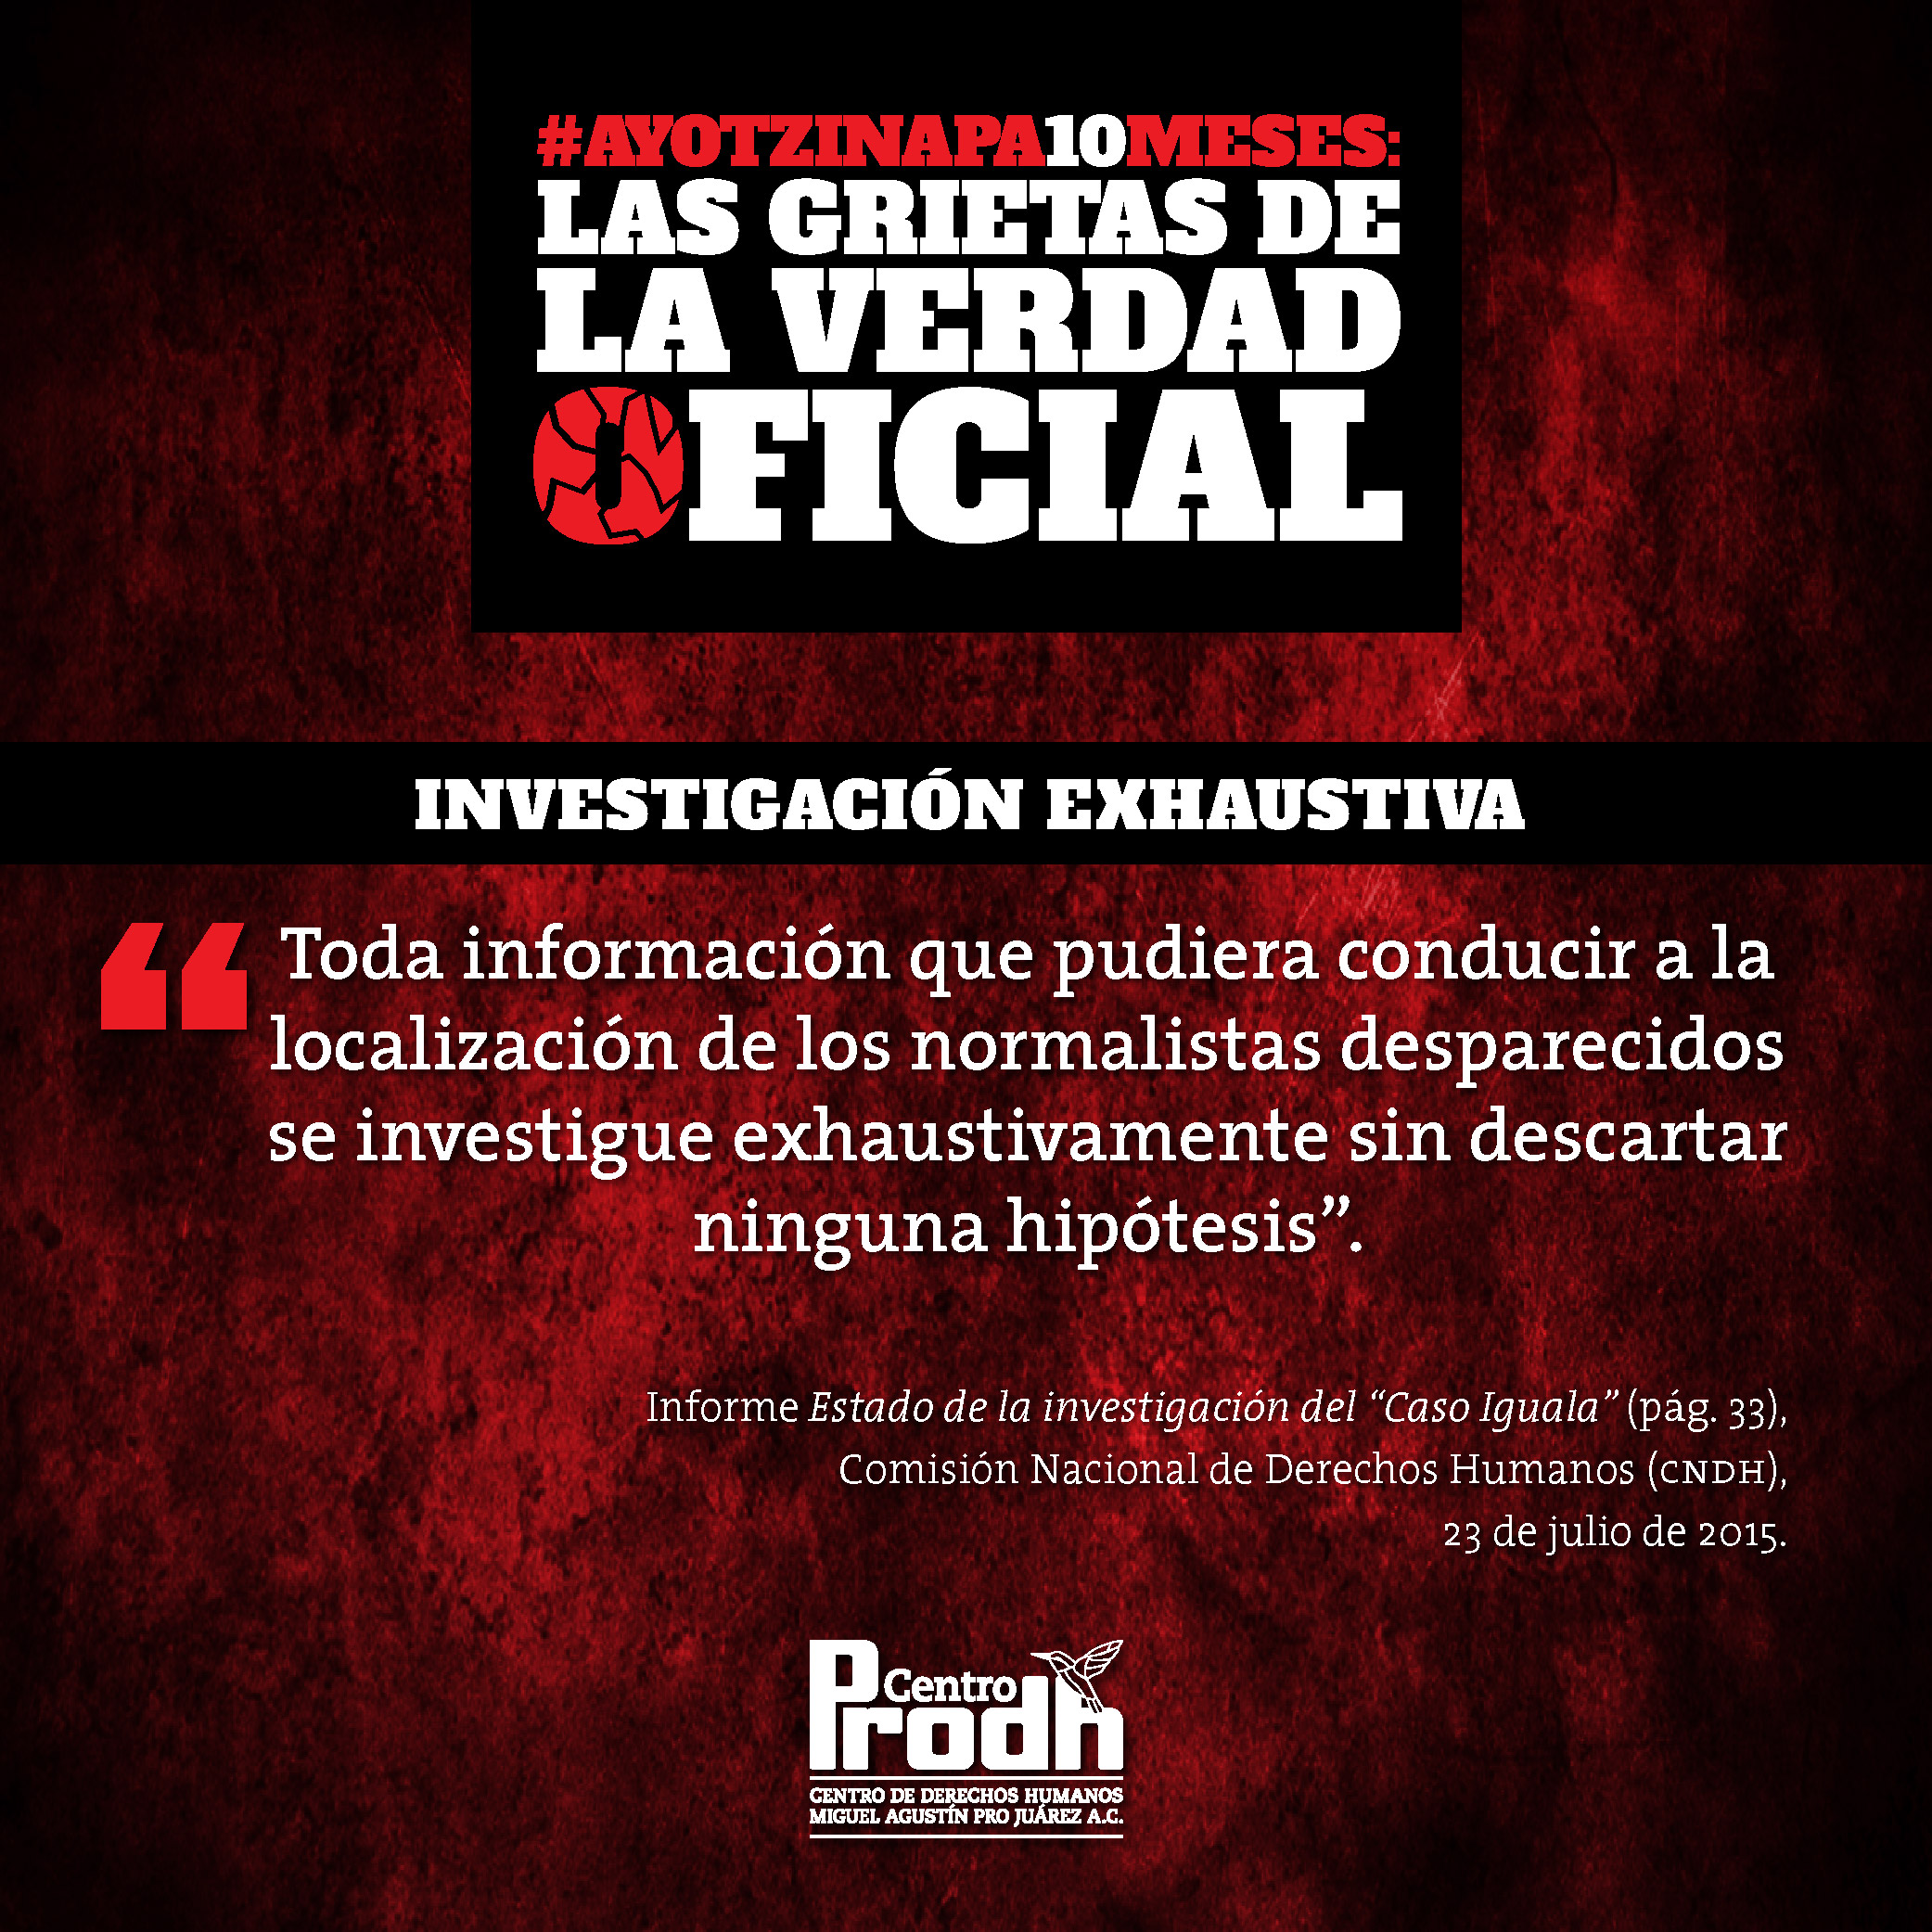 #AYOTZINAPA10MESES:
LAS GRIETAS DE
LA VERDAD
OFICIAL
INVESTIGACIÓN EXHAUSTIVA
“Toda información que pudiera conducir a la
localización de los normalistas desparecidos
se investigue exhaustivamente sin descartar
ninguna hipótesis”.
Informe Estado de la investigación del “Caso Iguala” (pág. 33),
Comisión Nacional de Derechos Humanos (CNDH),
23 de julio de 2015.
Centro
Prodh
CENTRO DE DERECHOS HUMANOS
MIGUEL AGUSTÍN PRO JUÁREZ A.C.